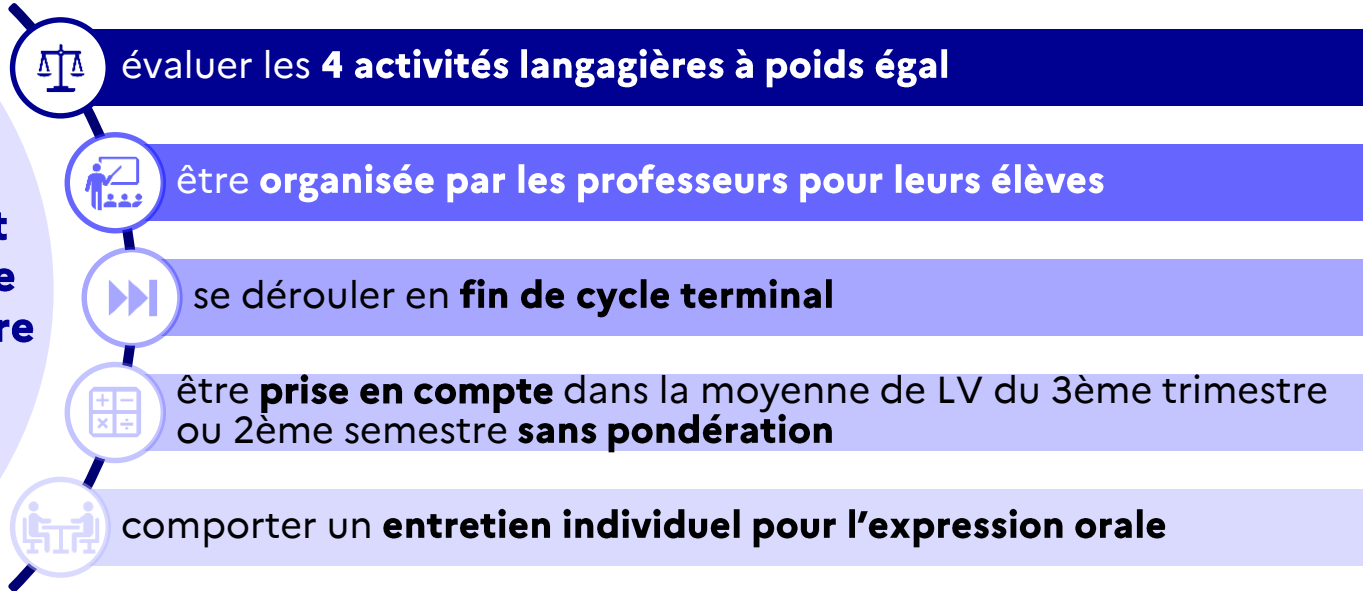 évaluer les 4 activités langagières à poids égal
être organisée par les professeurs pour leurs élèves
se dérouler en fin de cycle terminal
être prise en compte dans la moyenne de LV du 3ème trimestre
ou 2ème semestre sans pondération
comporter un entretien individuel pour l’expression orale